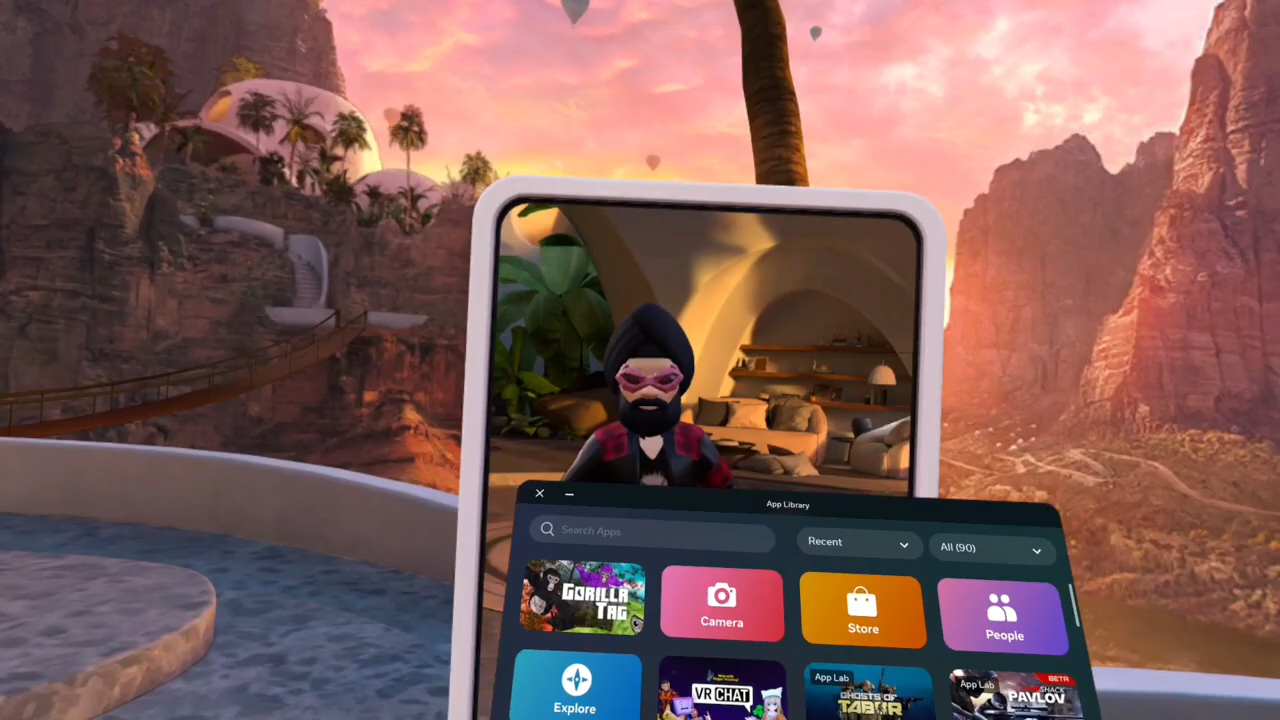 App Library
Search Apps
Recent
All (90)
GORILLA
TAG
Camera
Store
People
Explore
VRCHAT
App Lab
GHOSTS OF
TABOR
App Lab
BETA
PAVLOV
SHACK